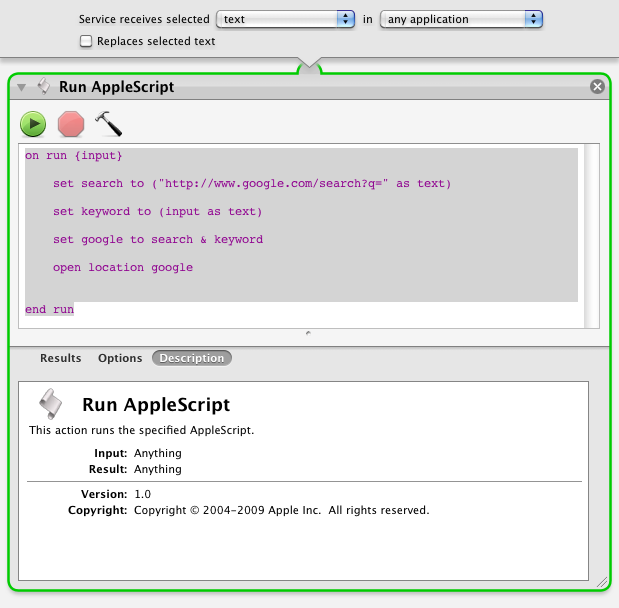 Service receives selected text in any application
Replaces selected text
Run AppleScript
on run {input}
set search to ("http://www.google.com/search?q=" as text)
set keyword to (input as text)
set google to search & keyword
open location google
end run
Results Options Description
Run AppleScript
This action runs the specified AppleScript.
Input: Anything
Result: Anything
Version: 1.0
Copyright: Copyright © 2004-2009 Apple Inc. All rights reserved.